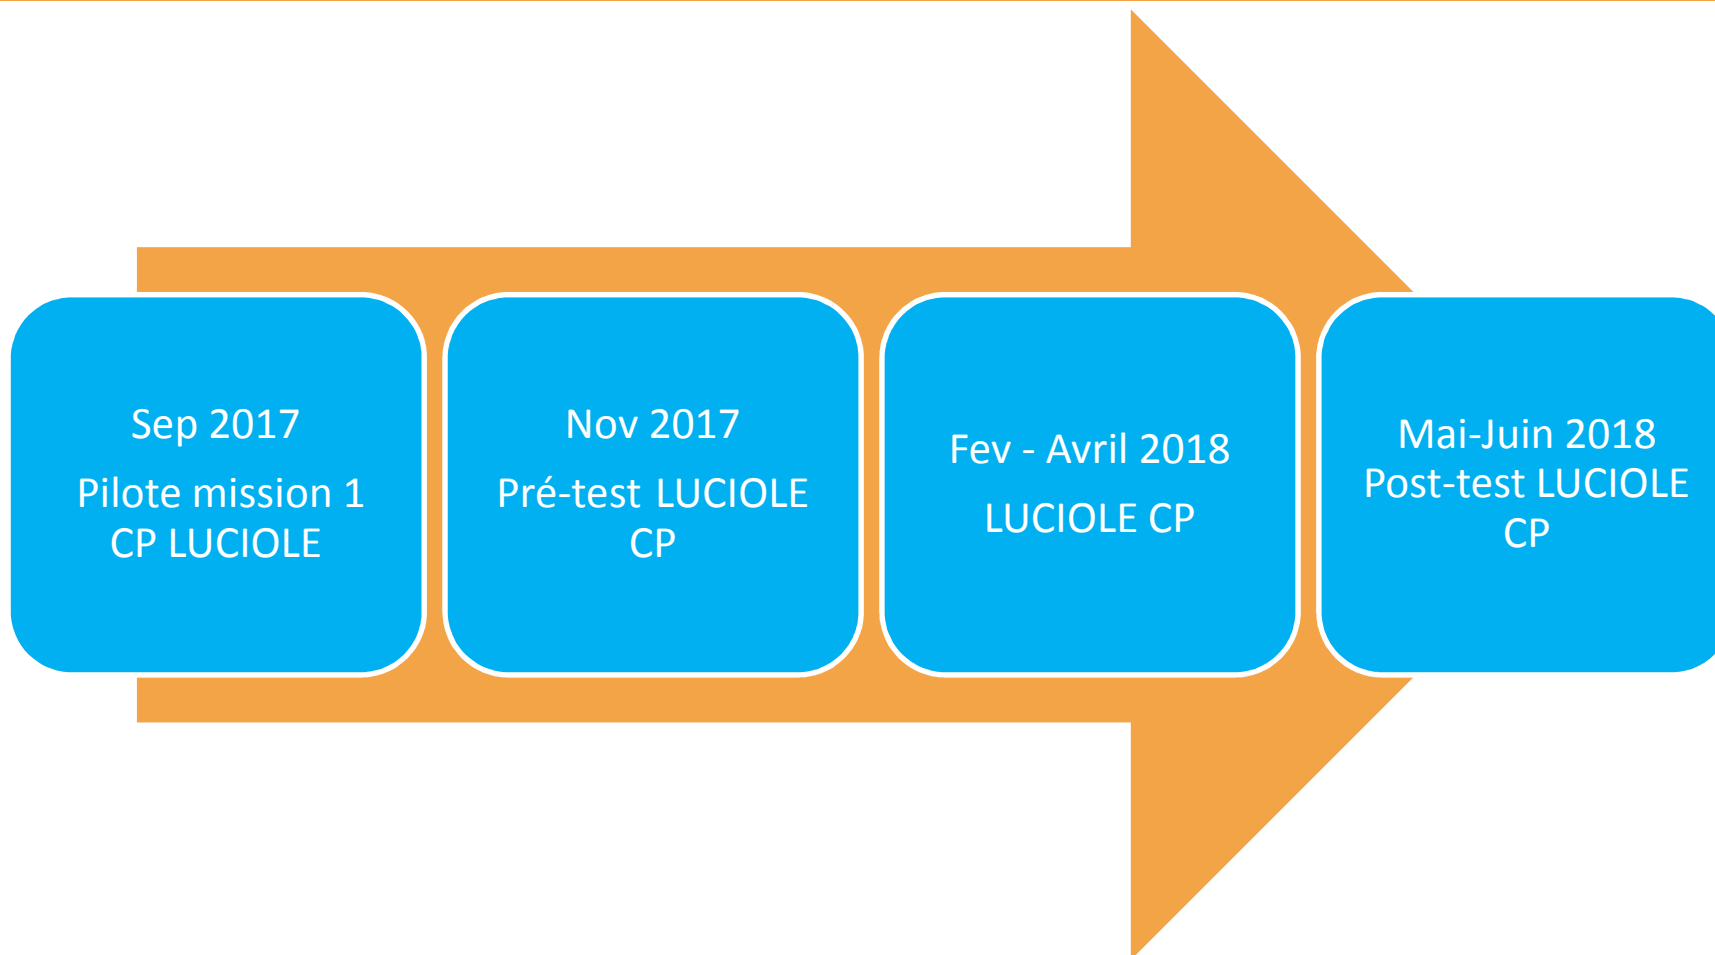 Sep 2017
Pilote mission 1
CP LUCIOLE
Nov 2017
Pré-test LUCIOLE
CP
Fev - Avril 2018
LUCIOLE CP
Mai-Juin 2018
Post-test LUCIOLE
CP